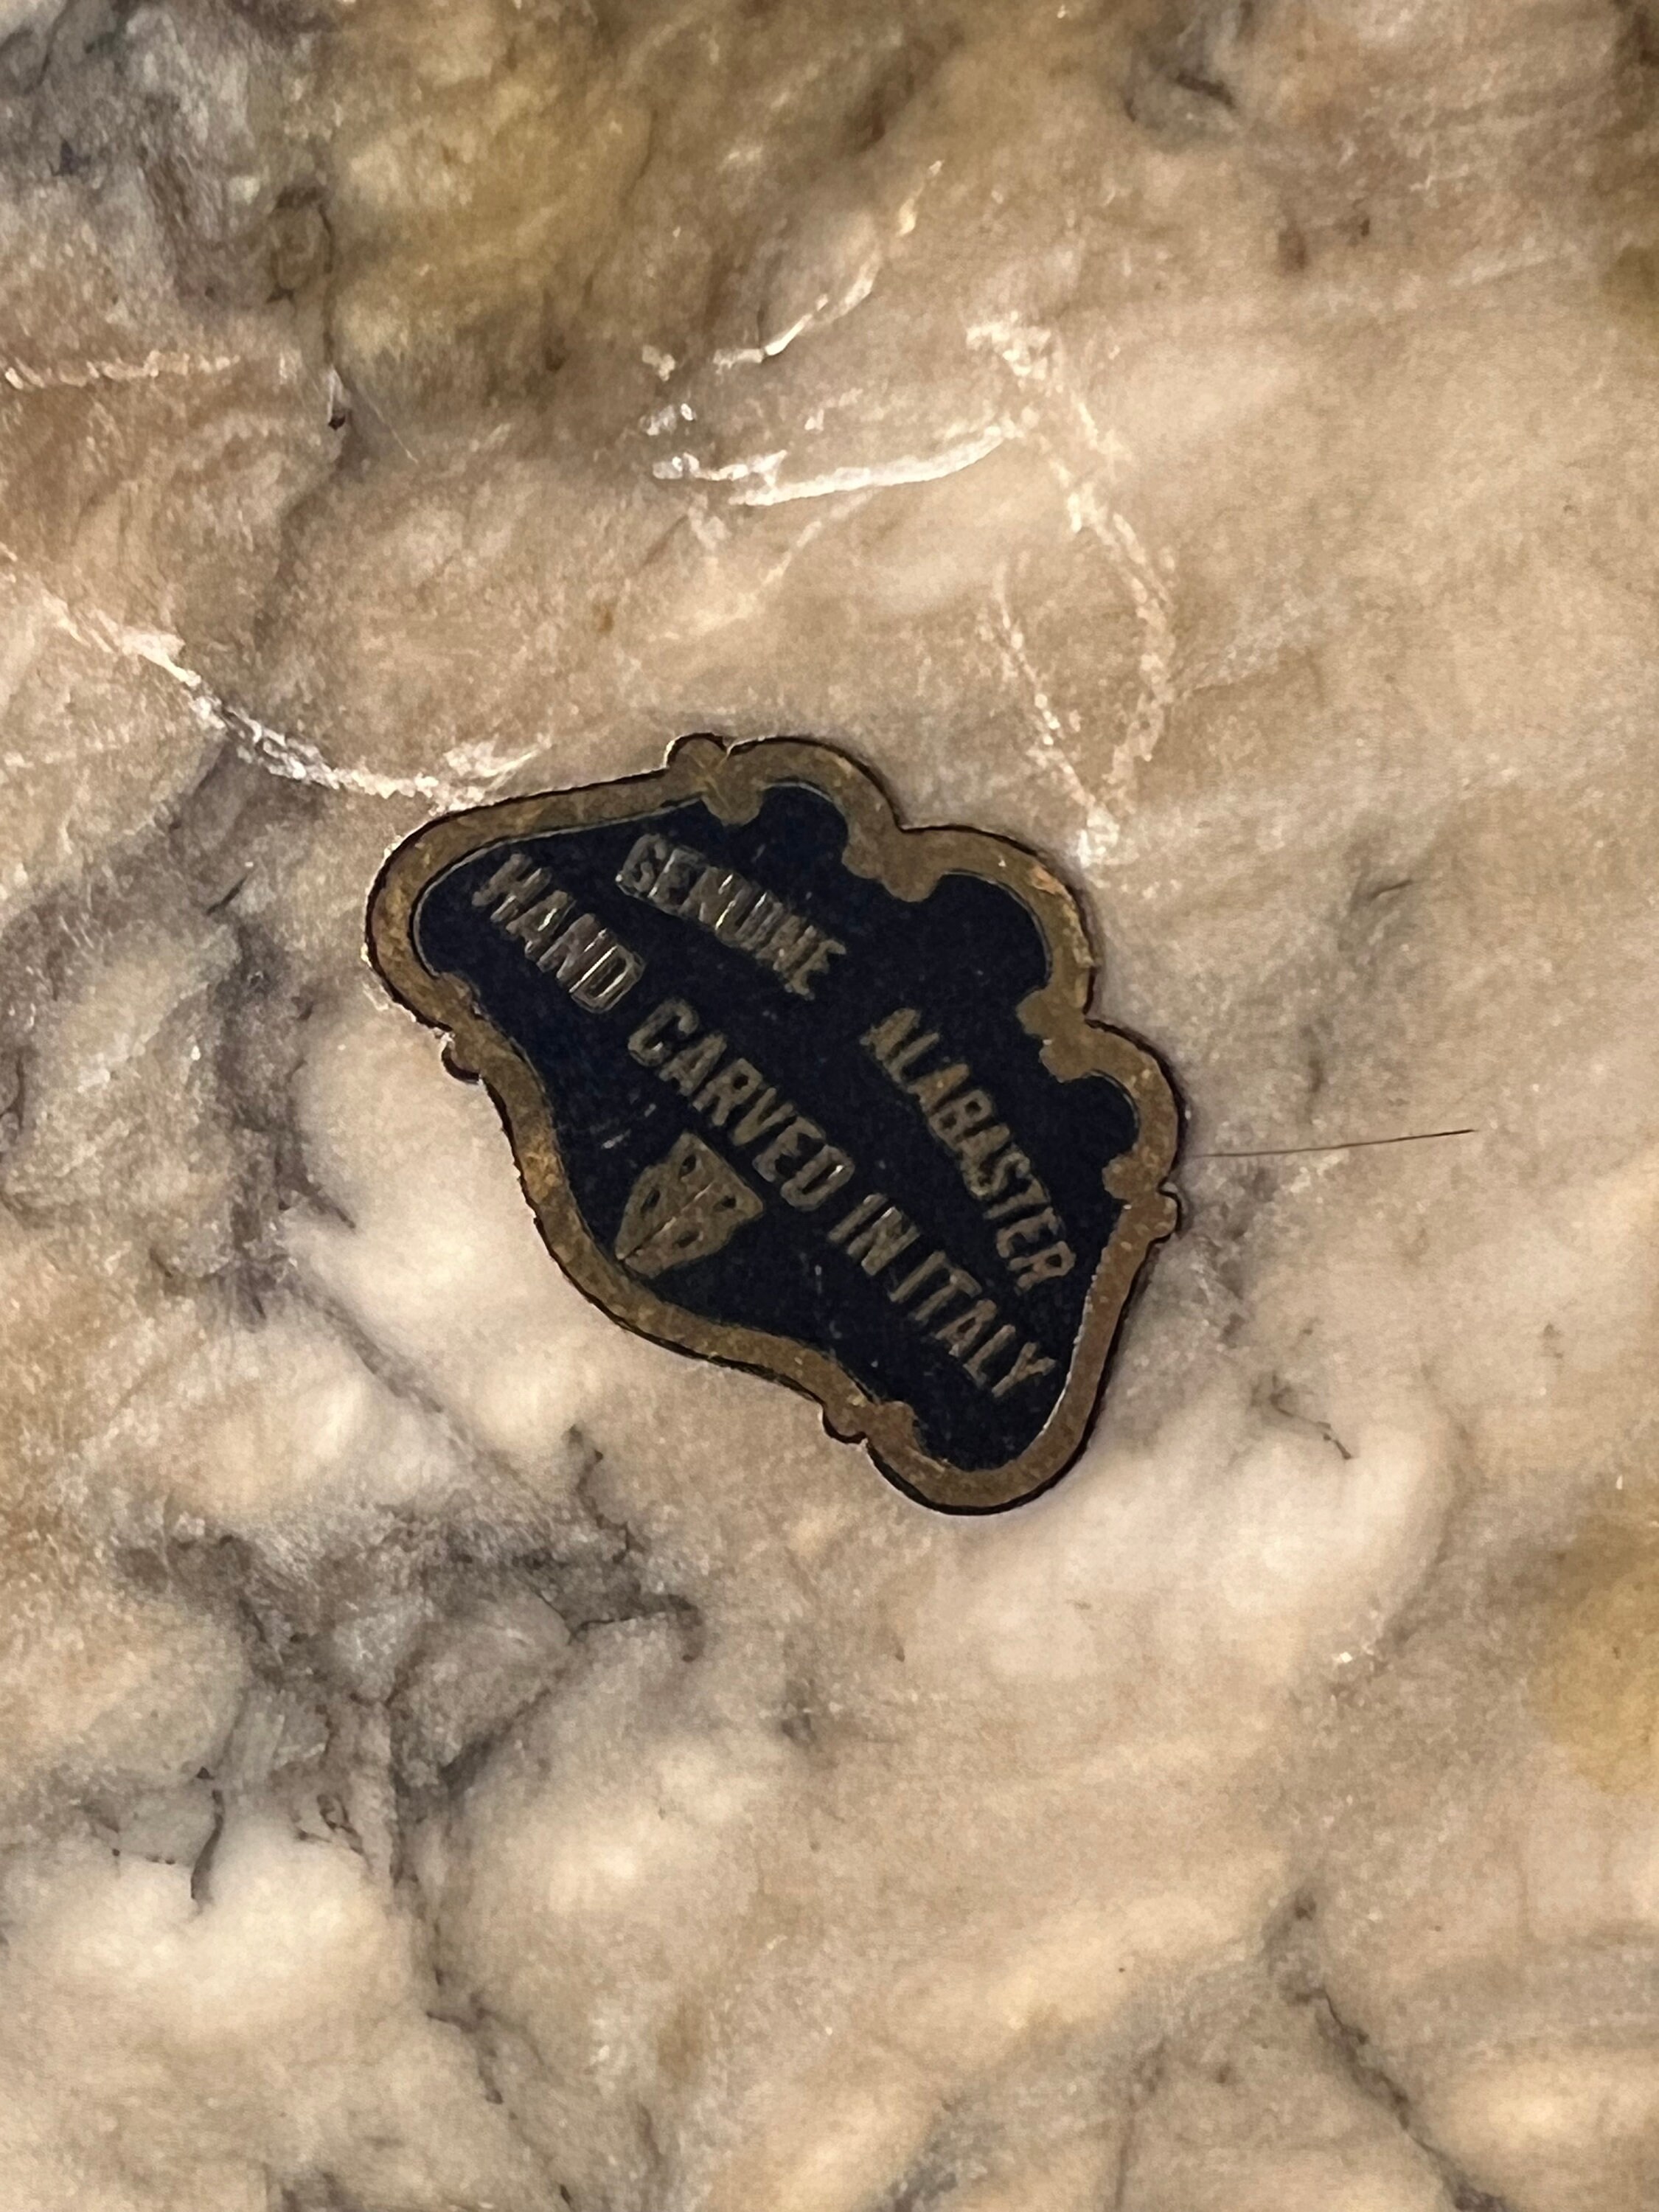 GENUINE ALABASTER
HAND CARVED IN ITALY